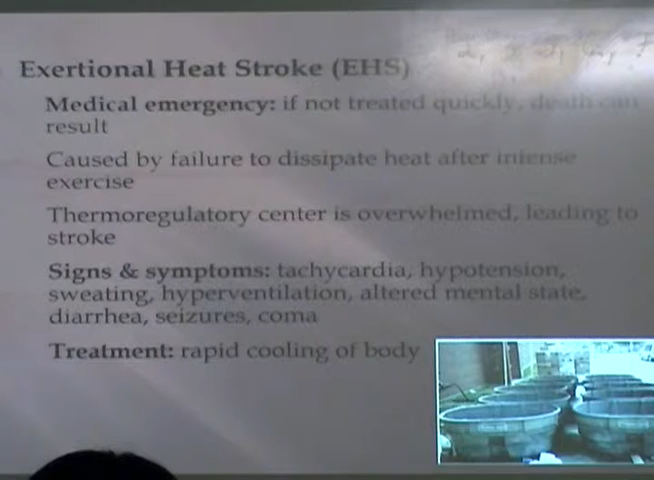 Exertional Heat Stroke (EHS)
Medical emergency: if not treated quickly, death can
result
Caused by failure to dissipate heat after intense
exercise
Thermoregulatory center is overwhelmed, leading to
stroke
Signs & symptoms: tachycardia, hypotension,
sweating, hyperventilation, altered mental state,
diarrhea, seizures, coma
Treatment: rapid cooling of body